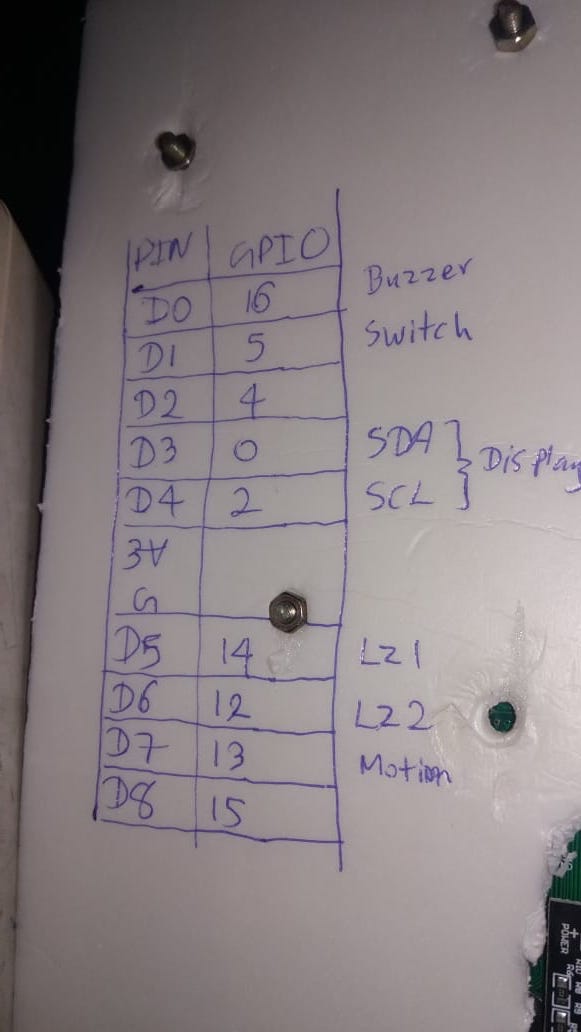 PIN GPIO
D0 16 Buzzer
D1 5 Switch
D2 4
D3 0 SDA
D4 2 SCL
Display
3V
G
D5 14 LZ1
D6 12 LZ2
D7 13 Motion
D8 15
+
POWER